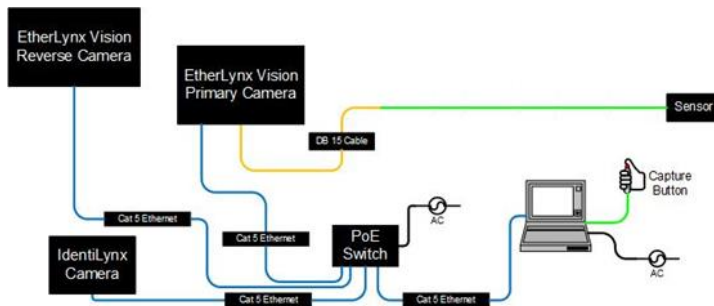 EtherLynx Vision
Reverse Camera
EtherLynx Vision
Primary Camera
Sensor
DB 15 Cable
Capture
Button
Cat 5 Ethernet
AC
Cat 5 Ethernet
PoE
Switch
IdentiLynx
Camera
AC
Cat 5 Ethernet
Cat 5 Ethernet